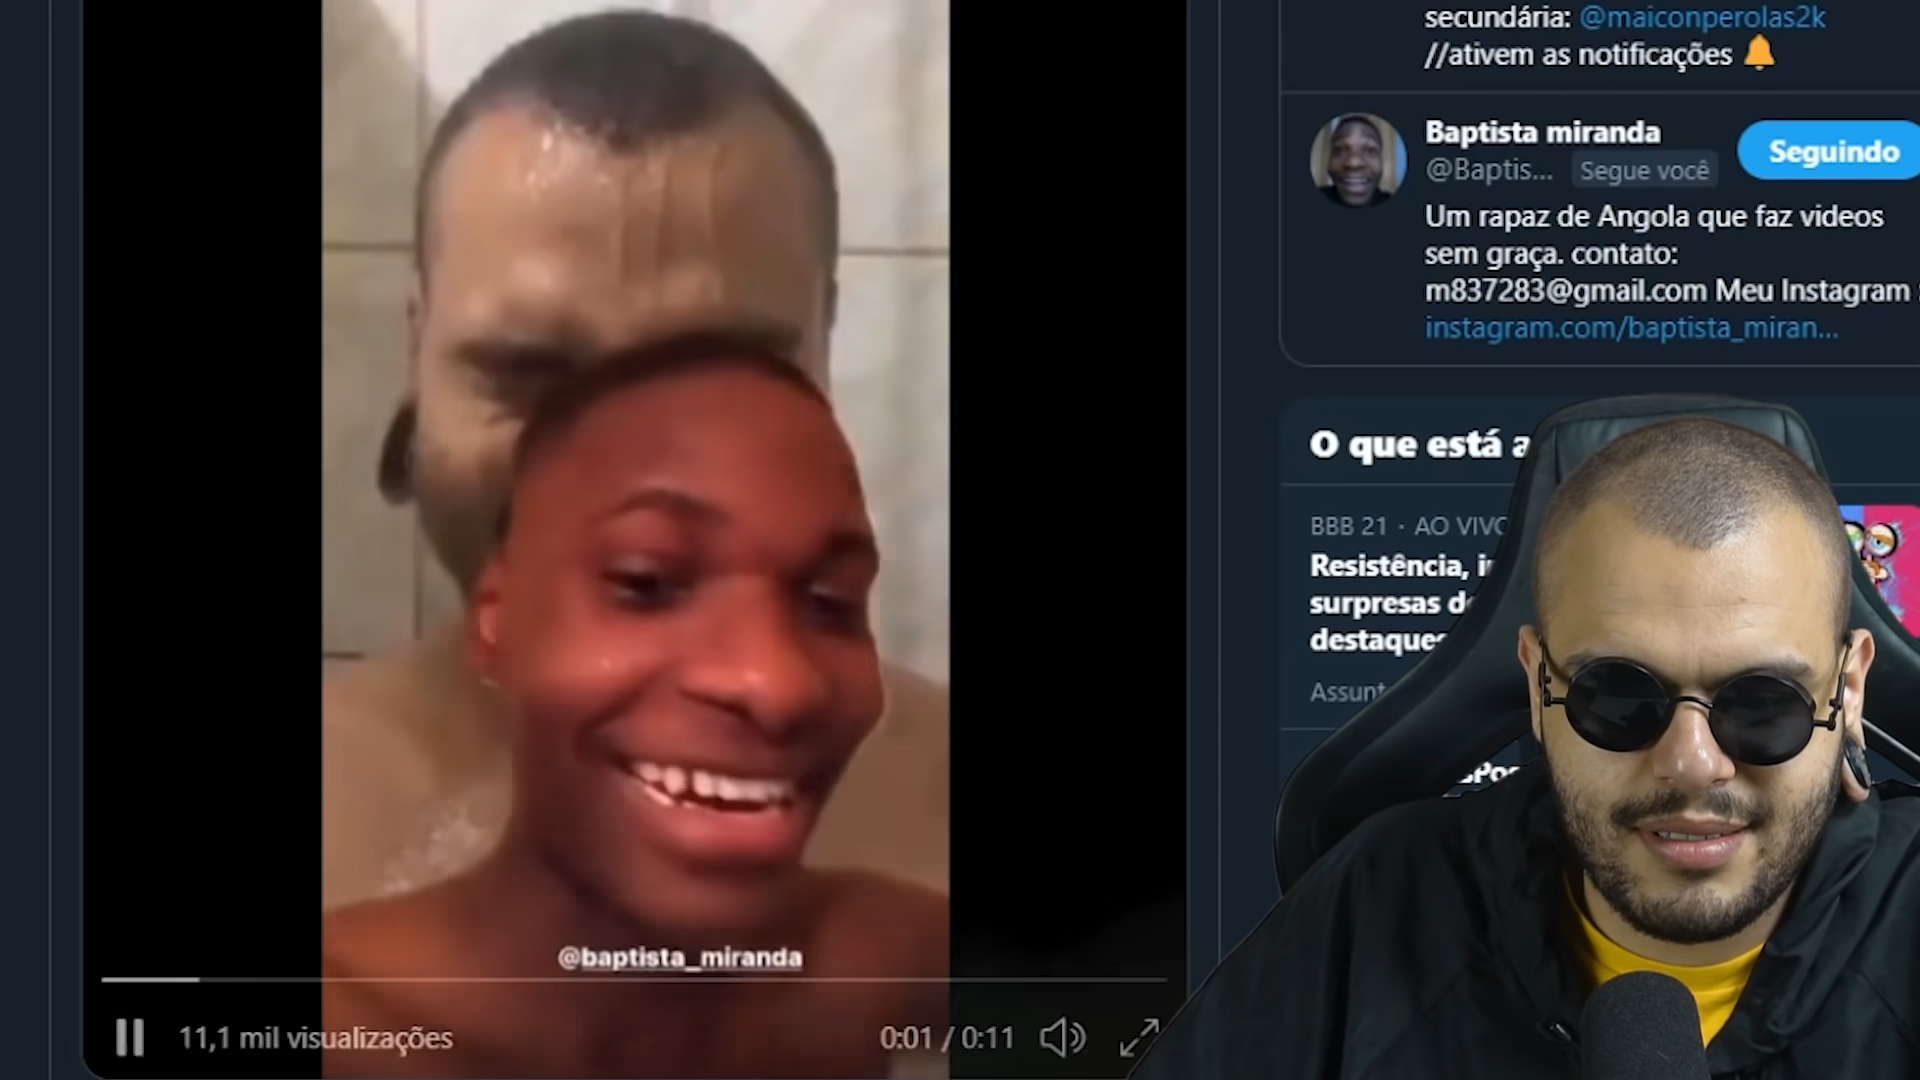 secundária: @maiconperolas2k
//ativem as notificações
Baptista miranda
@Baptis... Segue você
Seguindo
Um rapaz de Angola que faz videos
sem graça. contato:
m837283@gmail.com Meu Instagram
instagram.com/baptista_miran...
O que está
BBB 21 · AO VIVO
Resistência,
surpresas
destaques
@baptista_miranda
11,1 mil visualizações
0:01 / 0:11